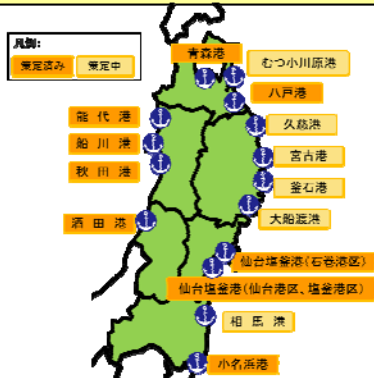 凡例:
策定済み 策定中
青森港
むつ小川原港
八戸港
能代港
久慈港
船川港
宮古港
秋田港
釜石港
酒田港
大船渡港
仙台塩釜港(石巻港区)
仙台塩釜港(仙台港区、塩釜港区)
相馬港
小名浜港